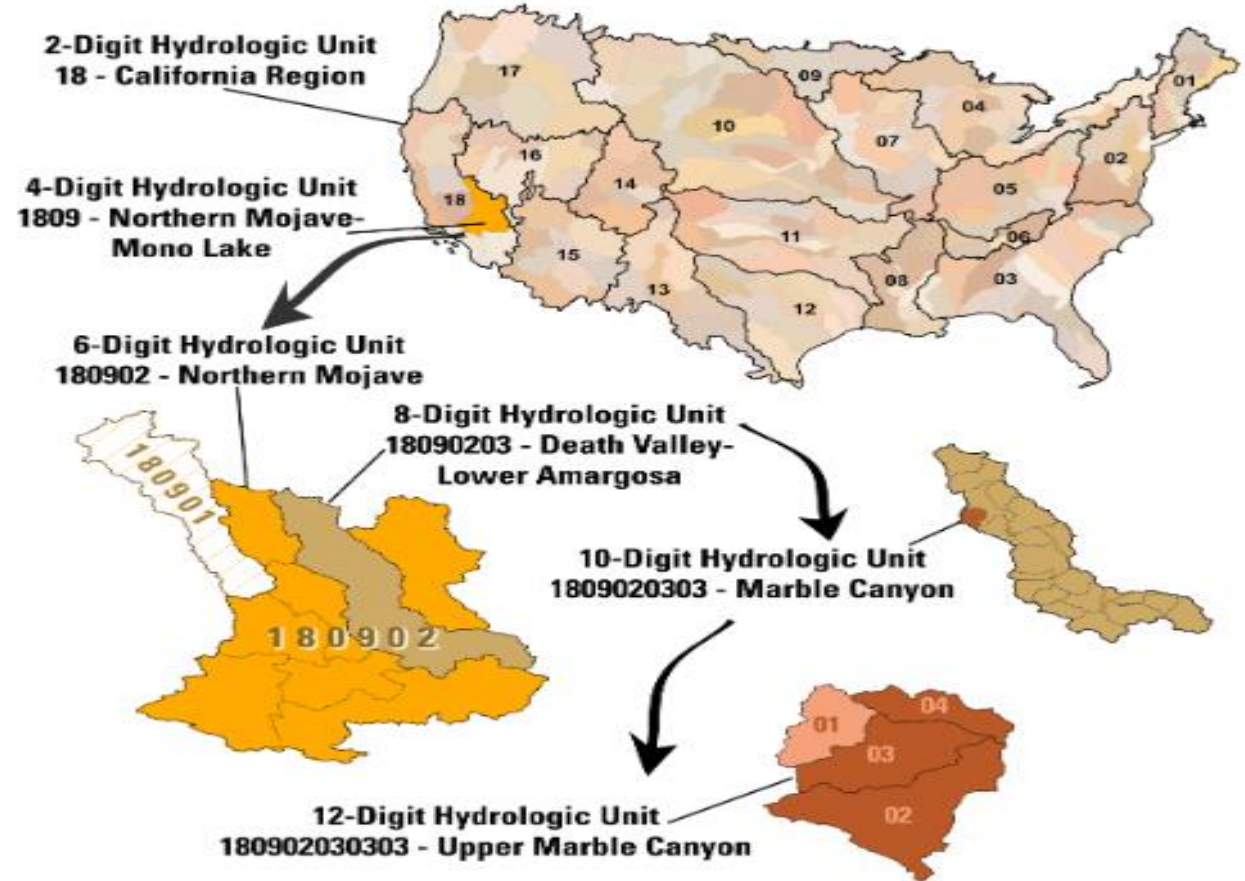 2-Digit Hydrologic Unit
18 - California Region
4-Digit Hydrologic Unit
1809 - Northern Mojave-
Mono Lake
17
09
01
04
10
07
16
02
14
05
18
11
06
15
08
03
13
12
6-Digit Hydrologic Unit
180902 - Northern Mojave
8-Digit Hydrologic Unit
18090203 - Death Valley-
Lower Amargosa
180901
180902
10-Digit Hydrologic Unit
1809020303 - Marble Canyon
01
04
03
02
12-Digit Hydrologic Unit
180902030303 - Upper Marble Canyon